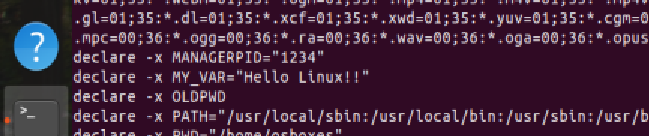 .gl=01;35:*.dl=01;35:*.xcf=01;35:*.xwd=01;35:*.yuv=01;35:*.cgm=0
.mpc=00;36:*.ogg=00;36:*.ra=00;36:*.wav=00;36:*.oga=00;36:*.opus
declare -x MANAGERPID="1234"
declare -x MY_VAR="Hello Linux!!"
declare -x OLDPWD
declare -x PATH="/usr/local/sbin:/usr/local/bin:/usr/sbin:/usr/b
declare -x PWD="/home/osboxes"